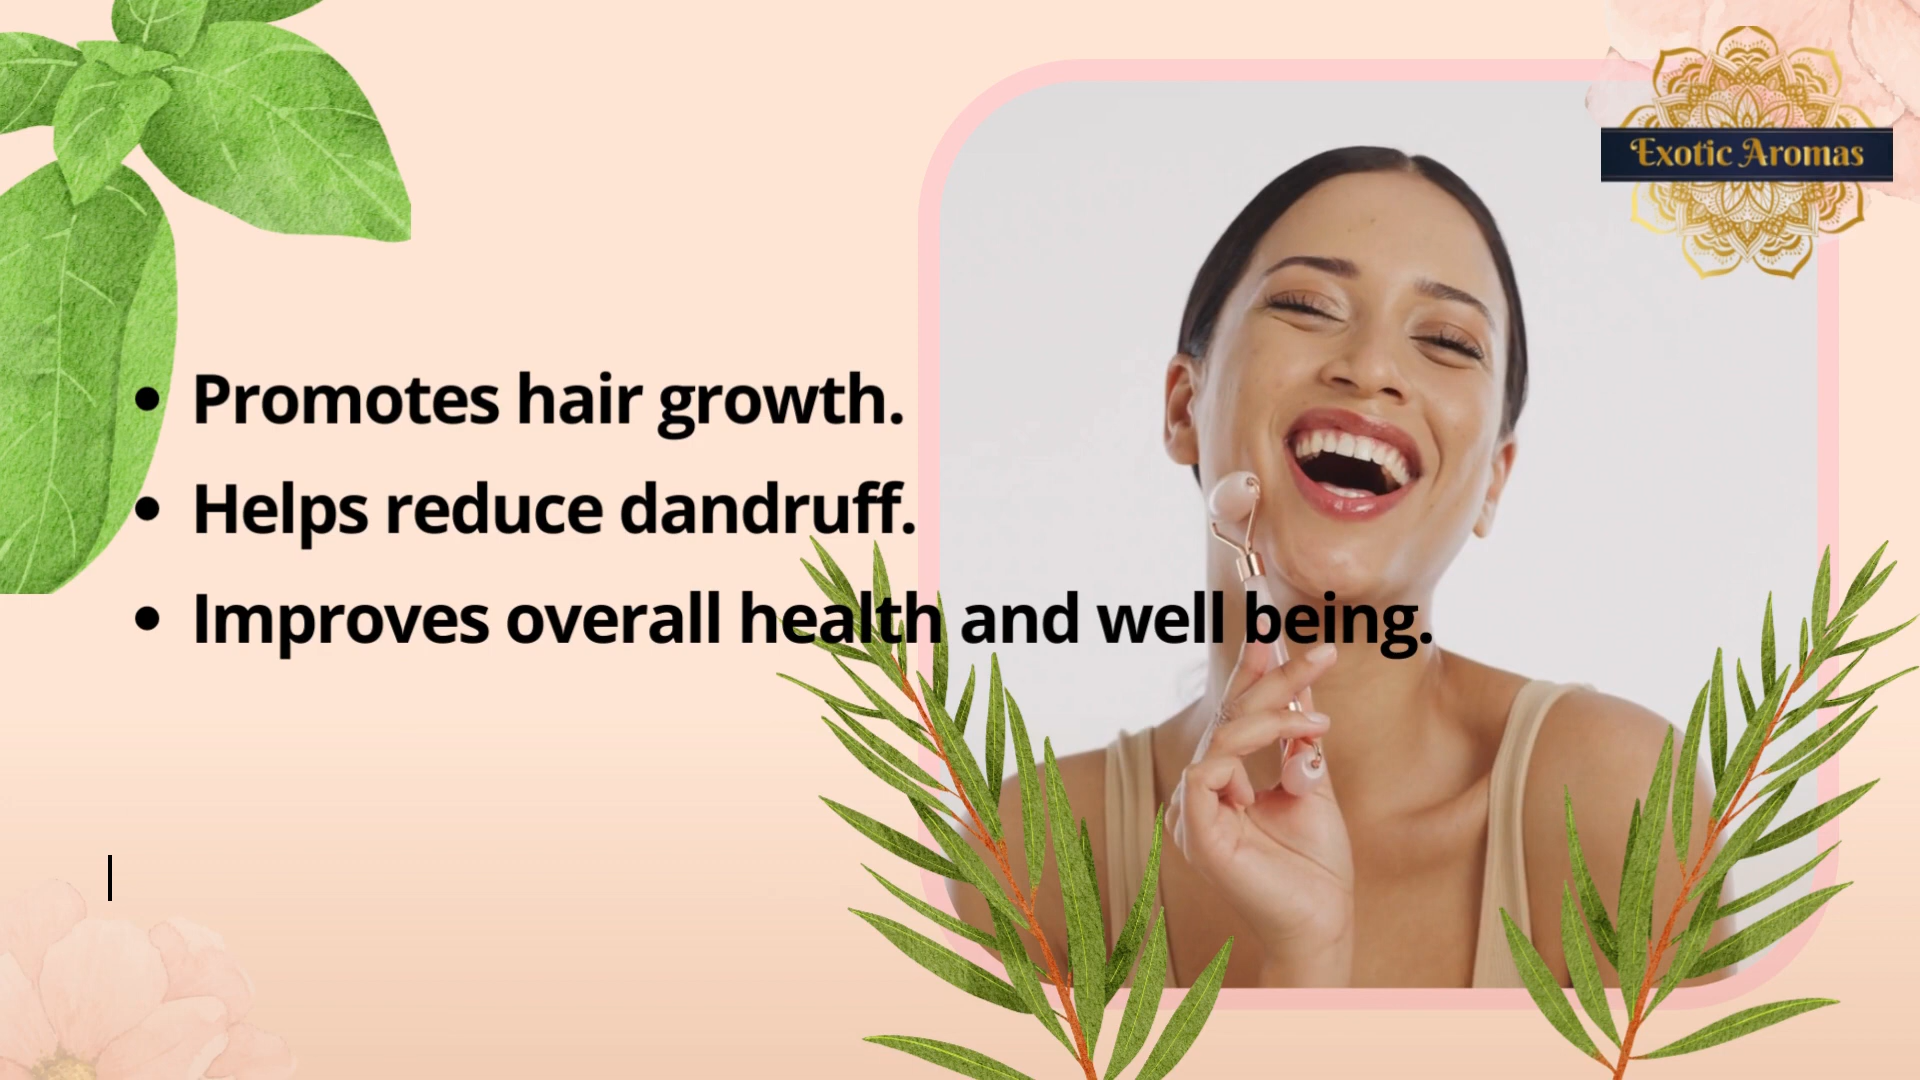 Exotic Aromas
• Promotes hair growth.
• Helps reduce dandruff.
• Improves overall health and well being.